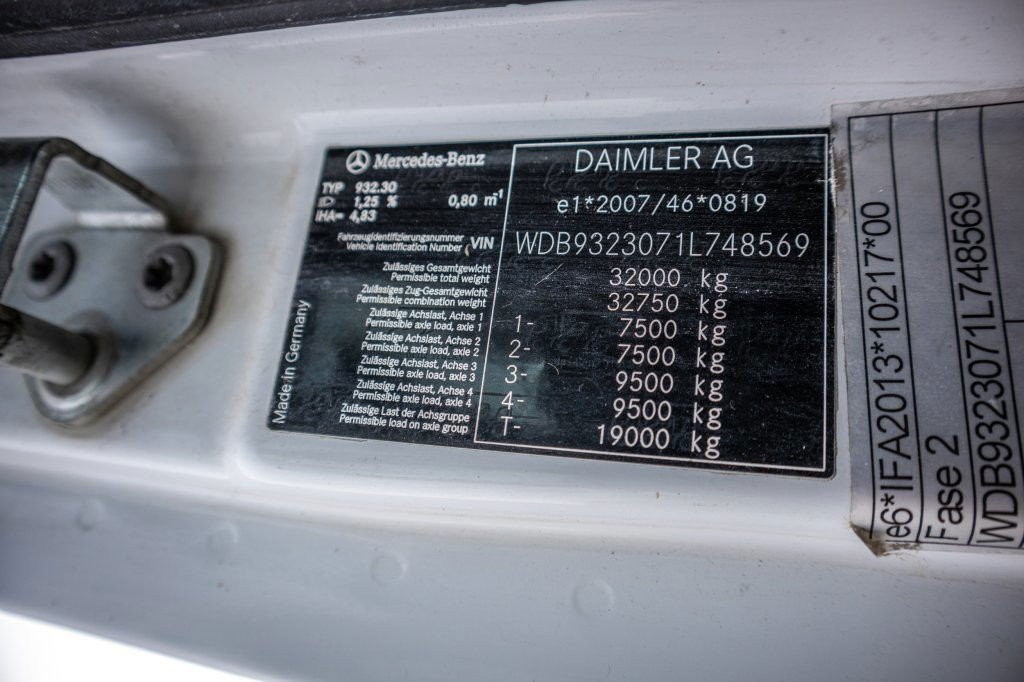 Mercedes-Benz
TYP 932.30
1,25 % 0,80 m⁻¹
IHA= 4,83
DAIMLER AG
e1*2007/46*0819
Fahrzeugidentifizierungsnummer
Vehicle Identification Number VIN WDB9323071L748569
Zulässiges Gesamtgewicht
Permissible total weight 32000 kg
Zulässiges Zug-Gesamtgewicht
Permissible combination weight 32750 kg
Zulässige Achslast, Achse 1
Permissible axle load, axle 1 1- 7500 kg
Zulässige Achslast, Achse 2
Permissible axle load, axle 2 2- 7500 kg
Zulässige Achslast, Achse 3
Permissible axle load, axle 3 3- 9500 kg
Zulässige Achslast, Achse 4
Permissible axle load, axle 4 4- 9500 kg
Zulässige Last der Achsgruppe
Permissible load on axle group T- 19000 kg
Made in Germany
e6*IFA2013*10217*00
Fase 2
WDB9323071L748569